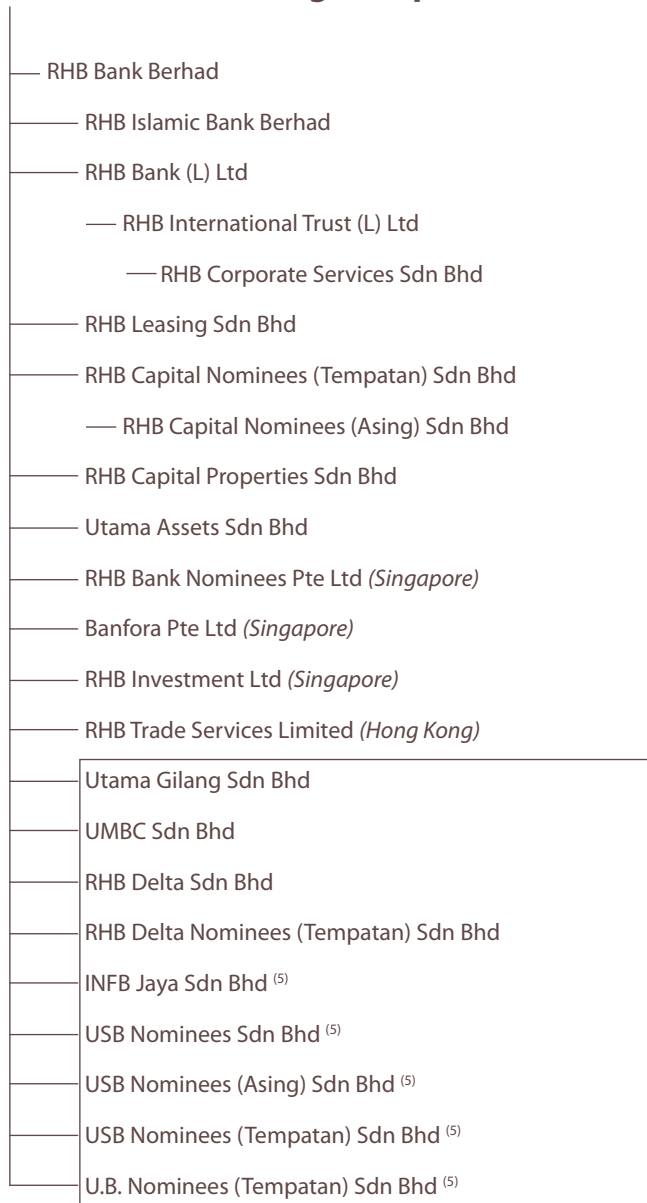 RHB Bank Berhad
RHB Islamic Bank Berhad
RHB Bank (L) Ltd
RHB International Trust (L) Ltd
RHB Corporate Services Sdn Bhd
RHB Leasing Sdn Bhd
RHB Capital Nominees (Tempatan) Sdn Bhd
RHB Capital Nominees (Asing) Sdn Bhd
RHB Capital Properties Sdn Bhd
Utama Assets Sdn Bhd
RHB Bank Nominees Pte Ltd (Singapore)
Banfora Pte Ltd (Singapore)
RHB Investment Ltd (Singapore)
RHB Trade Services Limited (Hong Kong)
Utama Gilang Sdn Bhd
UMBC Sdn Bhd
RHB Delta Sdn Bhd
RHB Delta Nominees (Tempatan) Sdn Bhd
INFB Jaya Sdn Bhd (5)
USB Nominees Sdn Bhd (5)
USB Nominees (Asing) Sdn Bhd (5)
USB Nominees (Tempatan) Sdn Bhd (5)
U.B. Nominees (Tempatan) Sdn Bhd (5)